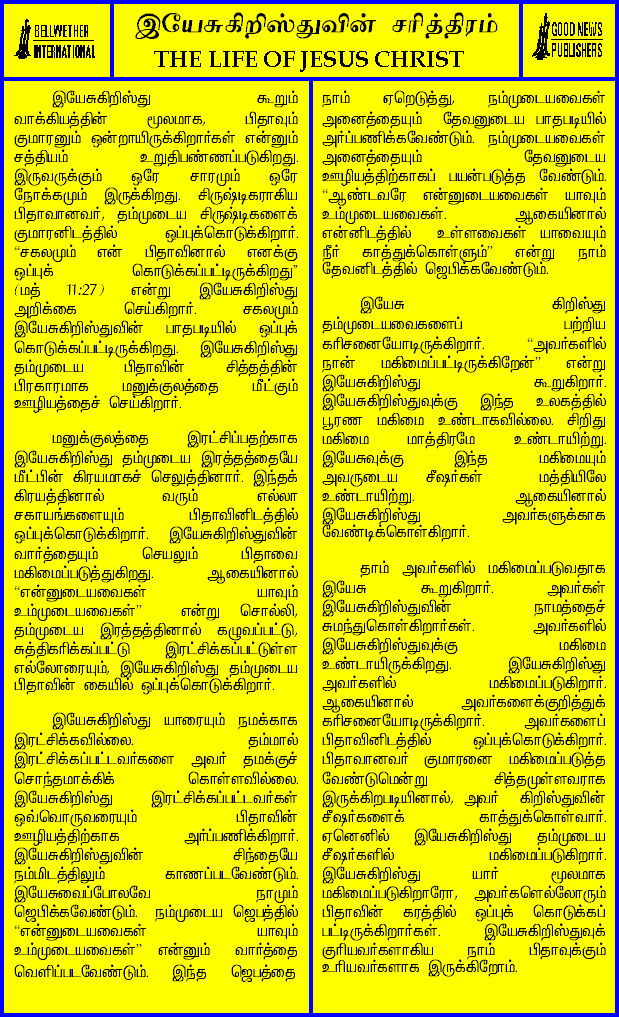 BELLWETHER
INTERNATIONAL
இயேசுகிறிஸ்துவின் சரித்திரம்
THE LIFE OF JESUS CHRIST
GOOD NEWS
PUBLISHERS
இயேசுகிறிஸ்து கூறும்
வாக்கியத்தின் மூலமாக, பிதாவும்
குமாரனும் ஒன்றாயிருக்கிறார்கள் என்னும்
சத்தியம் உறுதிபண்ணப்படுகிறது.
இருவருக்கும் ஒரே சாரமும் ஒரே
நோக்கமும் இருக்கிறது. சிருஷ்டிகராகிய
பிதாவானவர், தம்முடைய சிருஷ்டிகளைக்
குமாரனிடத்தில் ஒப்புக்கொடுக்கிறார்.
“சகலமும் என் பிதாவினால் எனக்கு
ஒப்புக் கொடுக்கப்பட்டிருக்கிறது”
(மத் 11:27) என்று இயேசுகிறிஸ்து
அறிக்கை செய்கிறார். சகலமும்
இயேசுகிறிஸ்துவின் பாதபடியில் ஒப்புக்
கொடுக்கப்பட்டிருக்கிறது. இயேசுகிறிஸ்து
தம்முடைய பிதாவின் சித்தத்தின்
பிரகாரமாக மனுக்குலத்தை மீட்கும்
ஊழியத்தைச் செய்கிறார்.
மனுக்குலத்தை இரட்சிப்பதற்காக
இயேசுகிறிஸ்து தம்முடைய இரத்தத்தையே
மீட்பின் கிரயமாகச் செலுத்தினார். இந்தக்
கிரயத்தினால் வரும் எல்லா
சகாயங்களையும் பிதாவினிடத்தில்
ஒப்புக்கொடுக்கிறார். இயேசுகிறிஸ்துவின்
வார்த்தையும் செயலும் பிதாவை
மகிமைப்படுத்துகிறது. ஆகையினால்
“என்னுடையவைகள் யாவும்
உம்முடையவைகள்” என்று சொல்லி,
தம்முடைய இரத்தத்தினால் கழுவப்பட்டு,
சுத்திகரிக்கப்பட்டு இரட்சிக்கப்பட்டுள்ள
எல்லோரையும், இயேசுகிறிஸ்து தம்முடைய
பிதாவின் கையில் ஒப்புக்கொடுக்கிறார்.
இயேசுகிறிஸ்து யாரையும் நமக்காக
இரட்சிக்கவில்லை. தம்மால்
இரட்சிக்கப்பட்டவர்களை அவர் தமக்குச்
சொந்தமாக்கிக் கொள்ளவில்லை.
இயேசுகிறிஸ்து இரட்சிக்கப்பட்டவர்கள்
ஒவ்வொருவரையும் பிதாவின்
ஊழியத்திற்காக அர்ப்பணிக்கிறார்.
இயேசுகிறிஸ்துவின் சிந்தையே
நம்மிடத்திலும் காணப்படவேண்டும்.
இயேசுவைப்போலவே நாமும்
ஜெபிக்கவேண்டும். நம்முடைய ஜெபத்தில்
“என்னுடையவைகள் யாவும்
உம்முடையவைகள்” என்னும் வார்த்தை
வெளிப்படவேண்டும். இந்த ஜெபத்தை
நாம் ஏறெடுத்து, நம்முடையவைகள்
அனைத்தையும் தேவனுடைய பாதபடியில்
அர்ப்பணிக்கவேண்டும். நம்முடையவைகள்
அனைத்தையும் தேவனுடைய
ஊழியத்திற்காகப் பயன்படுத்த வேண்டும்.
“ஆண்டவரே என்னுடையவைகள் யாவும்
உம்முடையவைகள். ஆகையினால்
என்னிடத்தில் உள்ளவைகள் யாவையும்
நீர் காத்துக்கொள்ளும்” என்று நாம்
தேவனிடத்தில் ஜெபிக்கவேண்டும்.
இயேசு கிறிஸ்து
தம்முடையவைகளைப் பற்றிய
கரிசனையோடிருக்கிறார். “அவர்களில்
நான் மகிமைப்பட்டிருக்கிறேன்” என்று
இயேசுகிறிஸ்து கூறுகிறார்.
இயேசுகிறிஸ்துவுக்கு இந்த உலகத்தில்
பூரண மகிமை உண்டாகவில்லை. சிறிது
மகிமை மாத்திரமே உண்டாயிற்று.
இயேசுவுக்கு இந்த மகிமையும்
அவருடைய சீஷர்கள் மத்தியிலே
உண்டாயிற்று. ஆகையினால்
இயேசுகிறிஸ்து அவர்களுக்காக
வேண்டிக்கொள்கிறார்.
தாம் அவர்களில் மகிமைப்படுவதாக
இயேசு கூறுகிறார். அவர்கள்
இயேசுகிறிஸ்துவின் நாமத்தைச்
சுமந்துகொள்கிறார்கள். அவர்களில்
இயேசுகிறிஸ்துவுக்கு மகிமை
உண்டாயிருக்கிறது. இயேசுகிறிஸ்து
அவர்களில் மகிமைப்படுகிறார்.
ஆகையினால் அவர்களைக்குறித்துக்
கரிசனையோடிருக்கிறார். அவர்களைப்
பிதாவினிடத்தில் ஒப்புக்கொடுக்கிறார்.
பிதாவானவர் குமாரனை மகிமைப்படுத்த
வேண்டுமென்று சித்தமுள்ளவராக
இருக்கிறபடியினால், அவர் கிறிஸ்துவின்
சீஷர்களைக் காத்துக்கொள்வார்.
ஏனெனில் இயேசுகிறிஸ்து தம்முடைய
சீஷர்களில் மகிமைப்படுகிறார்.
இயேசுகிறிஸ்து யார் மூலமாக
மகிமைப்படுகிறாரோ, அவர்களெல்லோரும்
பிதாவின் கரத்தில் ஒப்புக் கொடுக்கப்
பட்டிருக்கிறார்கள். இயேசுகிறிஸ்துவுக்
குரியவர்களாகிய நாம் பிதாவுக்கும்
உரியவர்களாக இருக்கிறோம்.